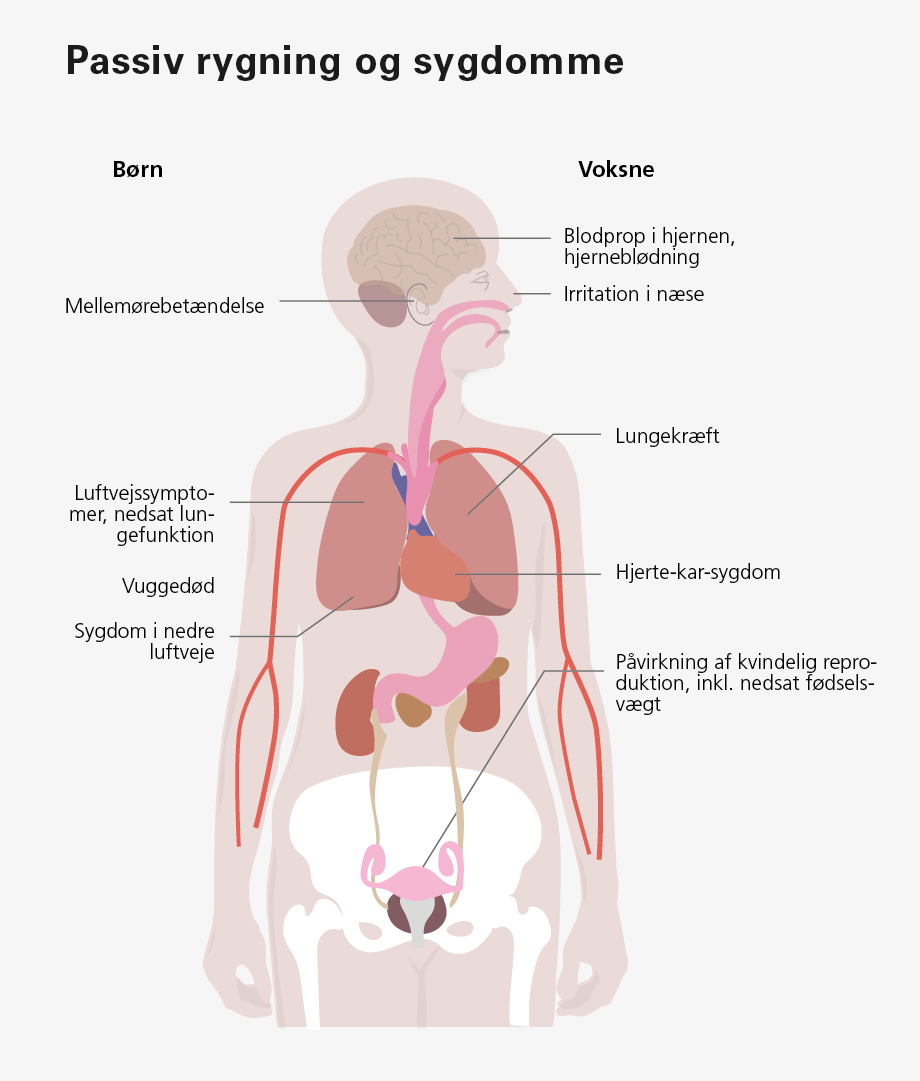 Passiv rygning og sygdomme
Børn
Mellemørebetændelse
Luftvejssympto-
mer, nedsat lun-
gefunktion
Vuggedød
Sygdom i nedre
luftveje
Voksne
Blodprop i hjernen,
hjerneblødning
Irritation i næse
Lungekræft
Hjerte-kar-sygdom
Påvirkning af kvindelig repro-
duktion, inkl. nedsat fødsels-
vægt